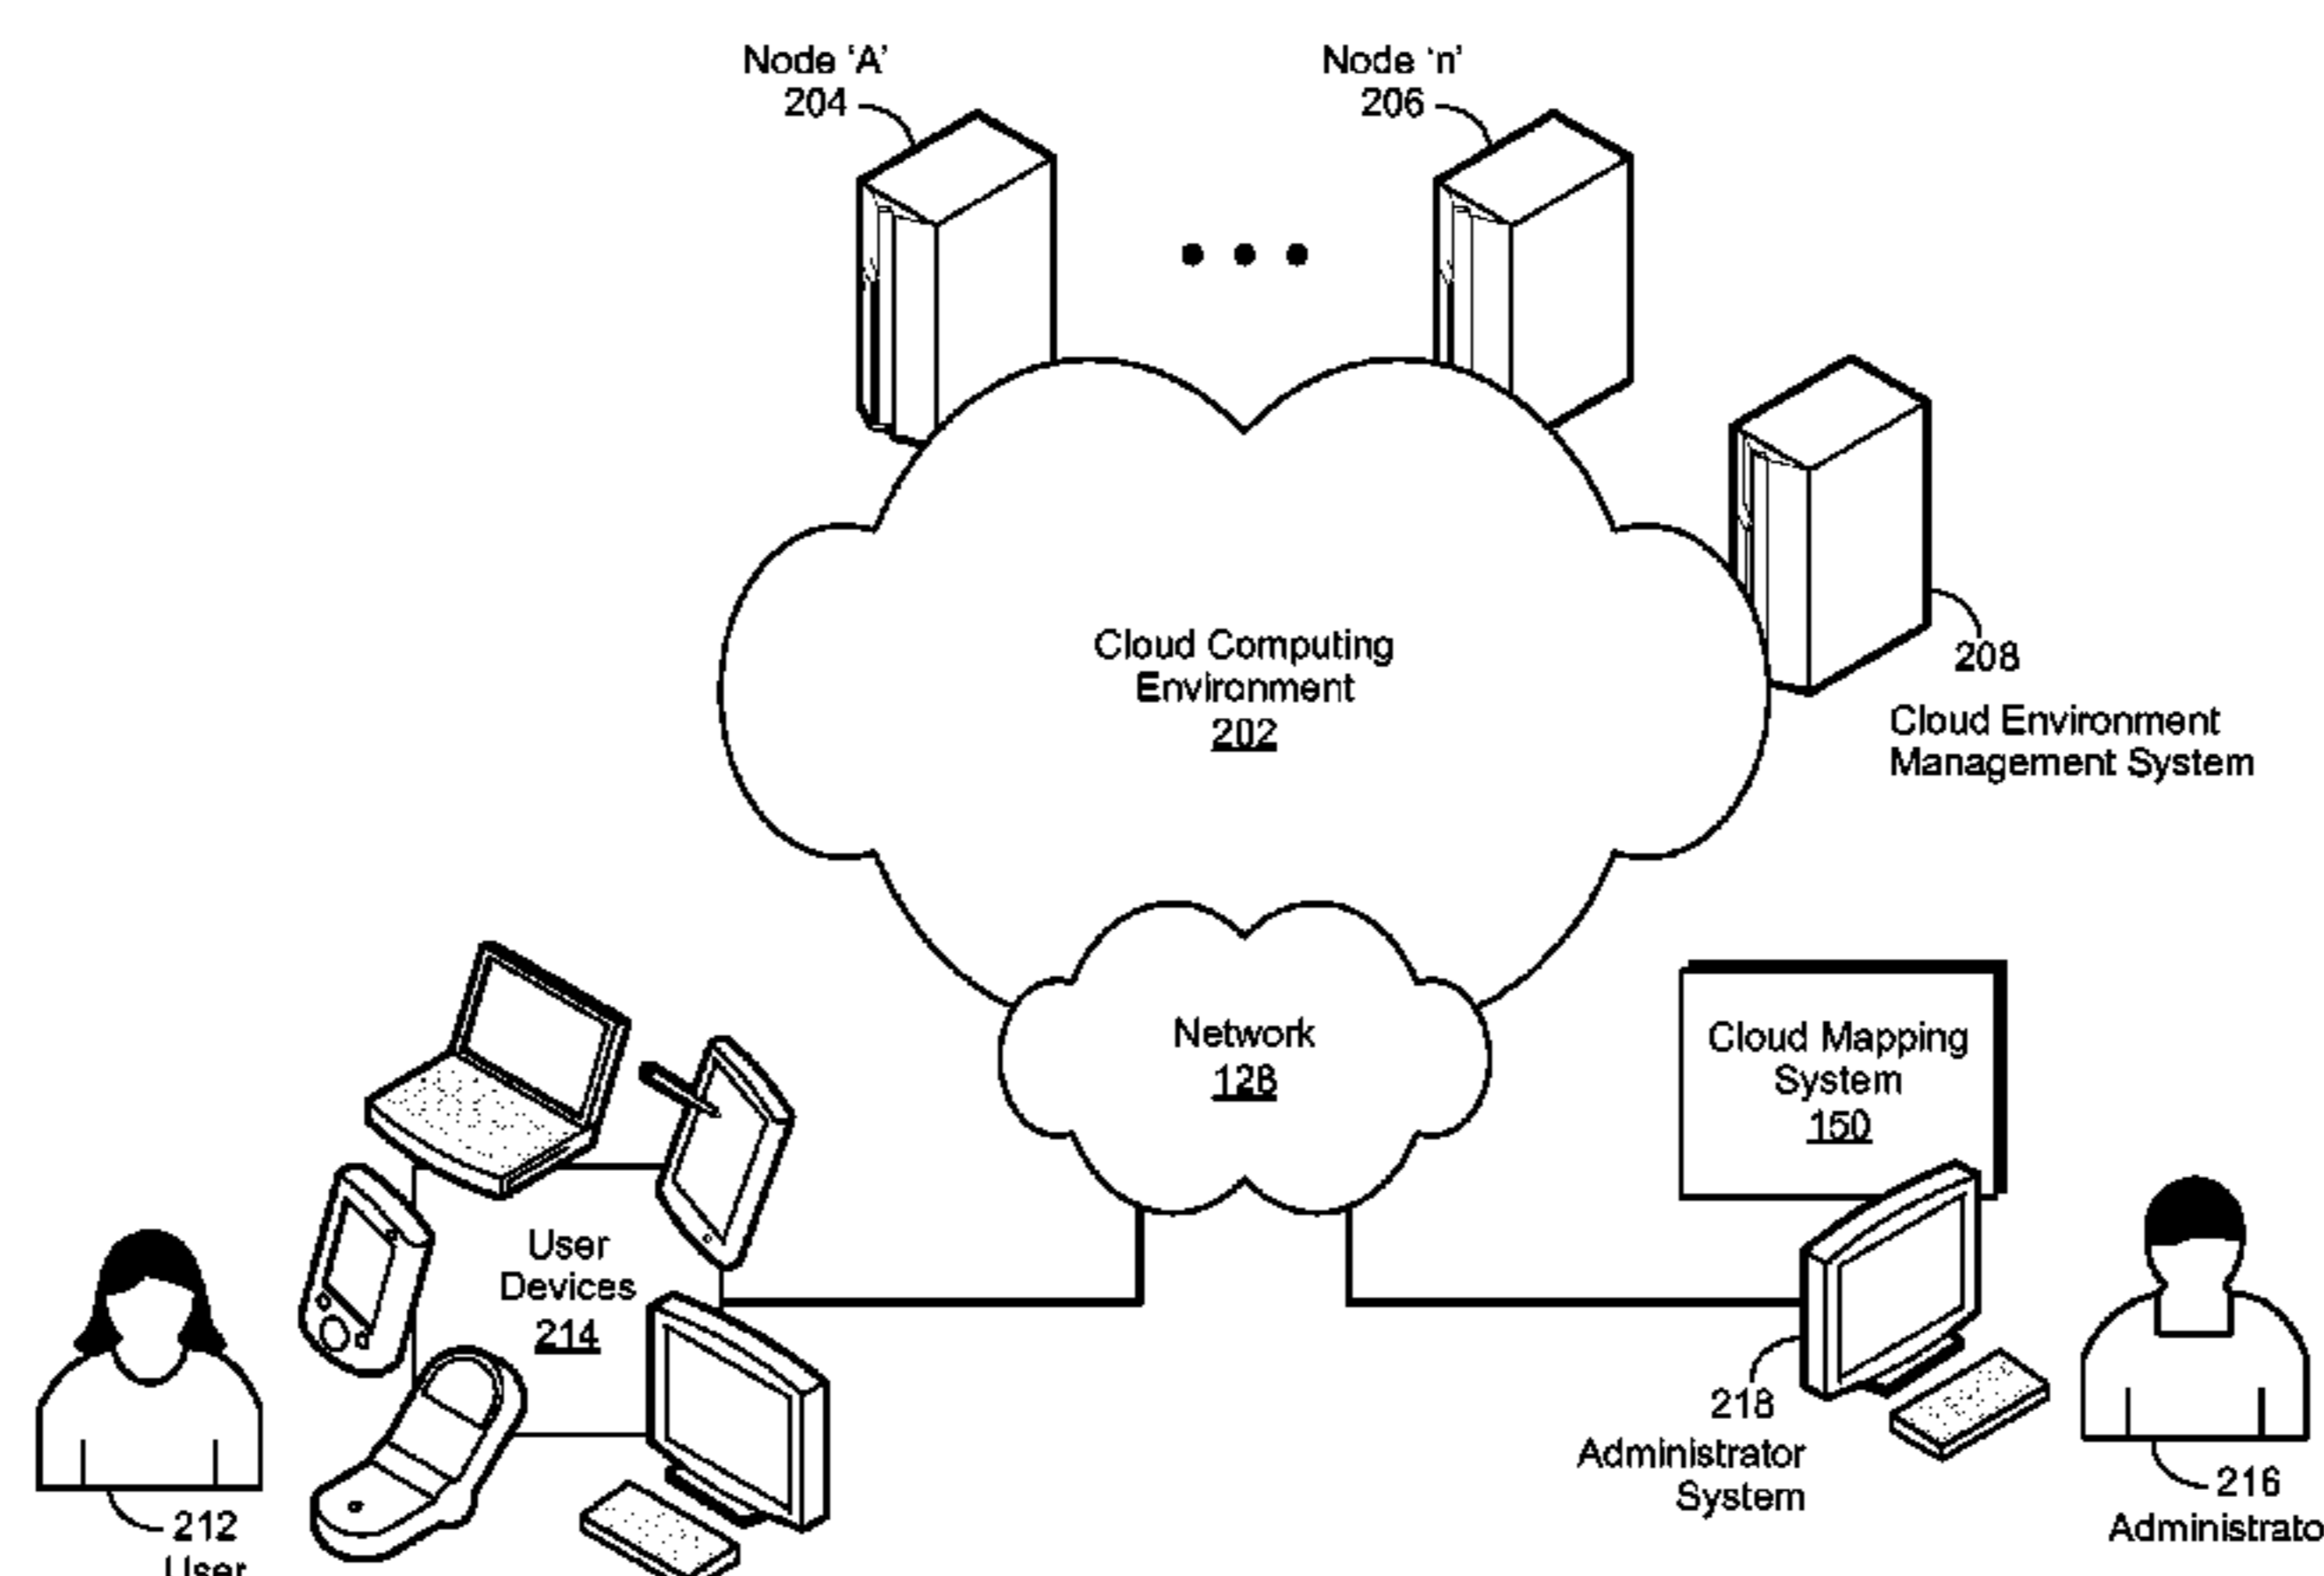 Node ‘A’
204
Node ‘n’
206
Cloud Computing
Environment
202
208
Cloud Environment
Management System
Network
128
Cloud Mapping
System
150
User
Devices
214
218
Administrator
System
216
Administrato
212
User